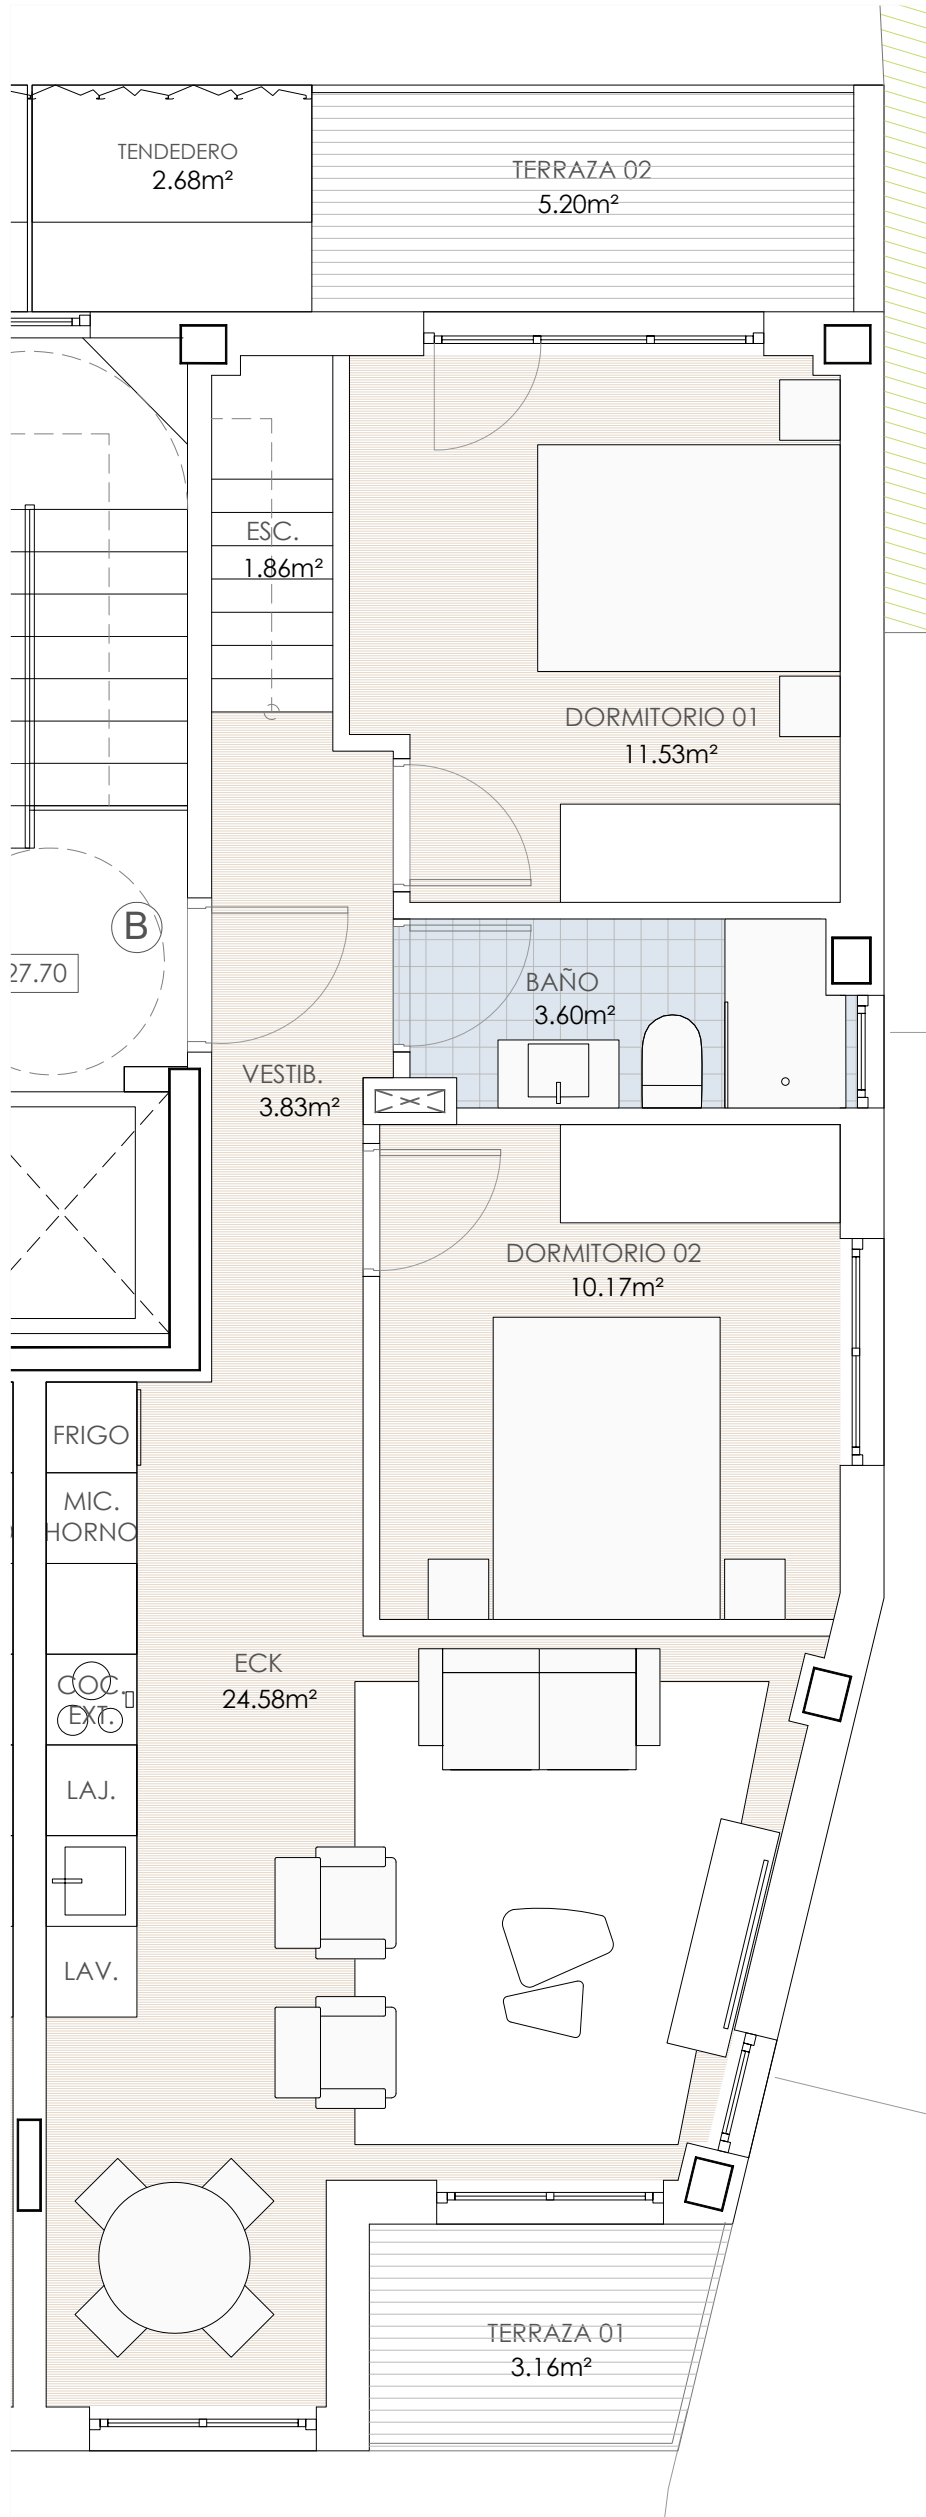 TENDEDERO
2.68m²
TERRAZA 02
5.20m²
ESC.
1.86m²
DORMITORIO 01
11.53m²
B
27.70
BAÑO
3.60m²
VESTIB.
3.83m²
DORMITORIO 02
10.17m²
FRIGO
MIC.
HORNO
ECK
24.58m²
COC.
EXT.
LAJ.
LAV.
TERRAZA 01
3.16m²